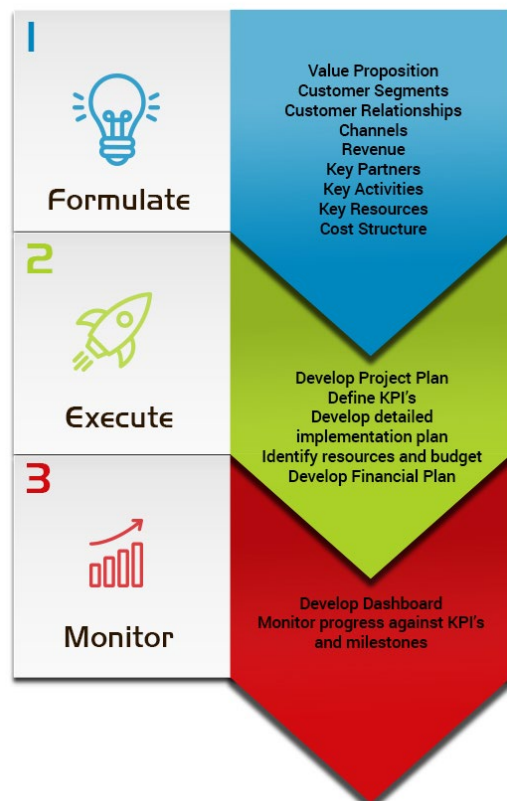 1
Formulate
Value Proposition
Customer Segments
Customer Relationships
Channels
Revenue
Key Partners
Key Activities
Key Resources
Cost Structure
2
Execute
Develop Project Plan
Define KPI's
Develop detailed
implementation plan
Identify resources and budget
Develop Financial Plan
3
Monitor
Develop Dashboard
Monitor progress against KPI's
and milestones